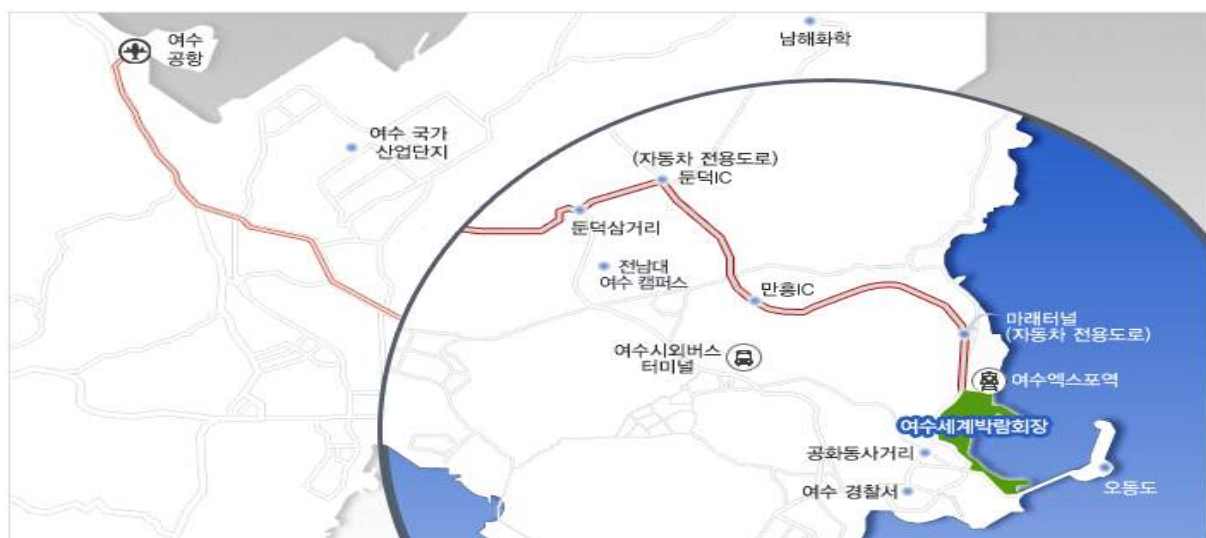 여수
공항
남해화학
여수 국가
산업단지
(자동차 전용도로)
둔덕IC
둔덕삼거리
전남대
여수 캠퍼스
만흥IC
마래터널
(자동차 전용도로)
여수시외버스
터미널
여수엑스포역
여수세계박람회장
공화동사거리
여수 경찰서
오동도